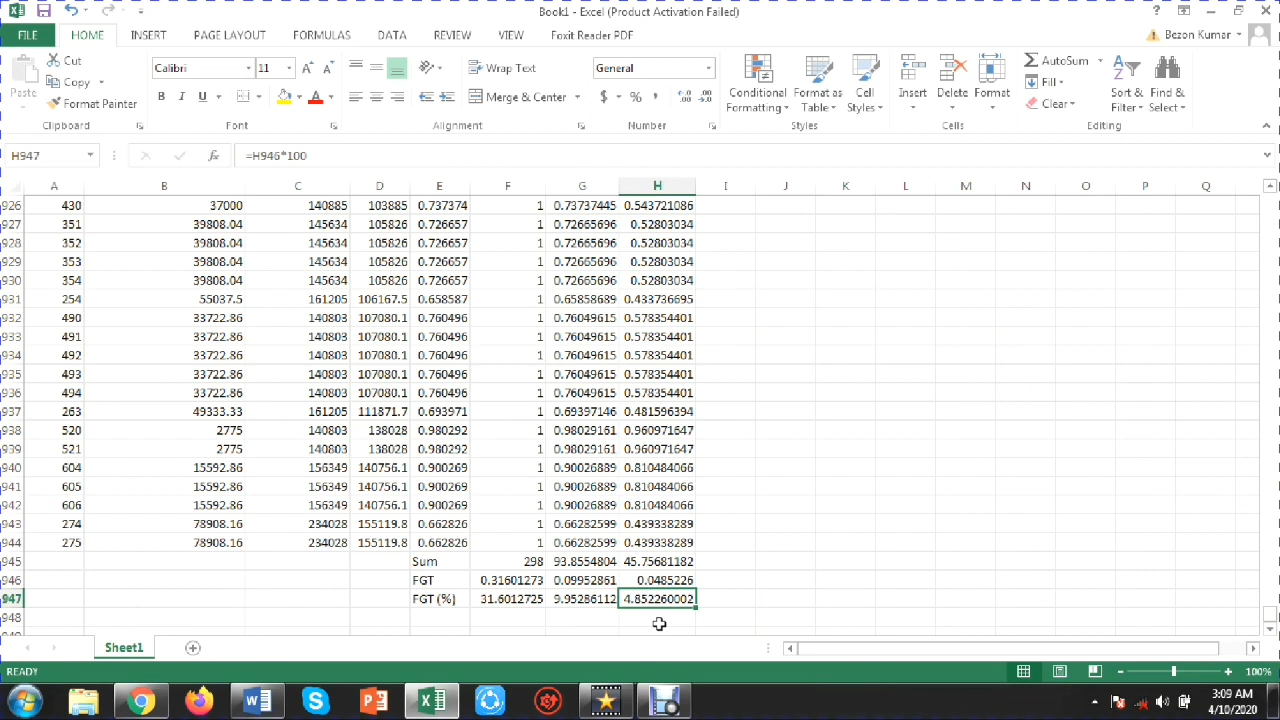 Book1 - Excel (Product Activation Failed)
FILE HOME INSERT PAGE LAYOUT FORMULAS DATA REVIEW VIEW Foxit Reader PDF Bezon Kumar
Paste
Cut
Copy
Format Painter
Calibri 11
B I U
Wrap Text
Merge & Center
General
$ % ,
Conditional Formatting
Format as Table
Cell Styles
Insert Delete Format
AutoSum
Fill
Clear
Sort & Filter
Find & Select
Clipboard Font Alignment Number Styles Cells Editing
H947 fx =H946*100
A B C D E F G H I J K L M N O P Q
926 430 37000 140885 103885 0.737374 1 0.73737445 0.543721086
927 351 39808.04 145634 105826 0.726657 1 0.72665696 0.52803034
928 352 39808.04 145634 105826 0.726657 1 0.72665696 0.52803034
929 353 39808.04 145634 105826 0.726657 1 0.72665696 0.52803034
930 354 39808.04 145634 105826 0.726657 1 0.72665696 0.52803034
931 254 55037.5 161205 106167.5 0.658587 1 0.65858689 0.433736695
932 490 33722.86 140803 107080.1 0.760496 1 0.76049615 0.578354401
933 491 33722.86 140803 107080.1 0.760496 1 0.76049615 0.578354401
934 492 33722.86 140803 107080.1 0.760496 1 0.76049615 0.578354401
935 493 33722.86 140803 107080.1 0.760496 1 0.76049615 0.578354401
936 494 33722.86 140803 107080.1 0.760496 1 0.76049615 0.578354401
937 263 49333.33 161205 111871.7 0.693971 1 0.69397146 0.481596394
938 520 2775 140803 138028 0.980292 1 0.98029161 0.960971647
939 521 2775 140803 138028 0.980292 1 0.98029161 0.960971647
940 604 15592.86 156349 140756.1 0.900269 1 0.90026889 0.810484066
941 605 15592.86 156349 140756.1 0.900269 1 0.90026889 0.810484066
942 606 15592.86 156349 140756.1 0.900269 1 0.90026889 0.810484066
943 274 78908.16 234028 155119.8 0.662826 1 0.66282599 0.439338289
944 275 78908.16 234028 155119.8 0.662826 1 0.66282599 0.439338289
945 Sum 298 93.8554804 45.75681182
946 FGT 0.31601273 0.09952861 0.0485226
947 FGT (%) 31.6012725 9.95286112 4.852260002
948
Sheet1
READY 100%
3:09 AM
4/10/2020